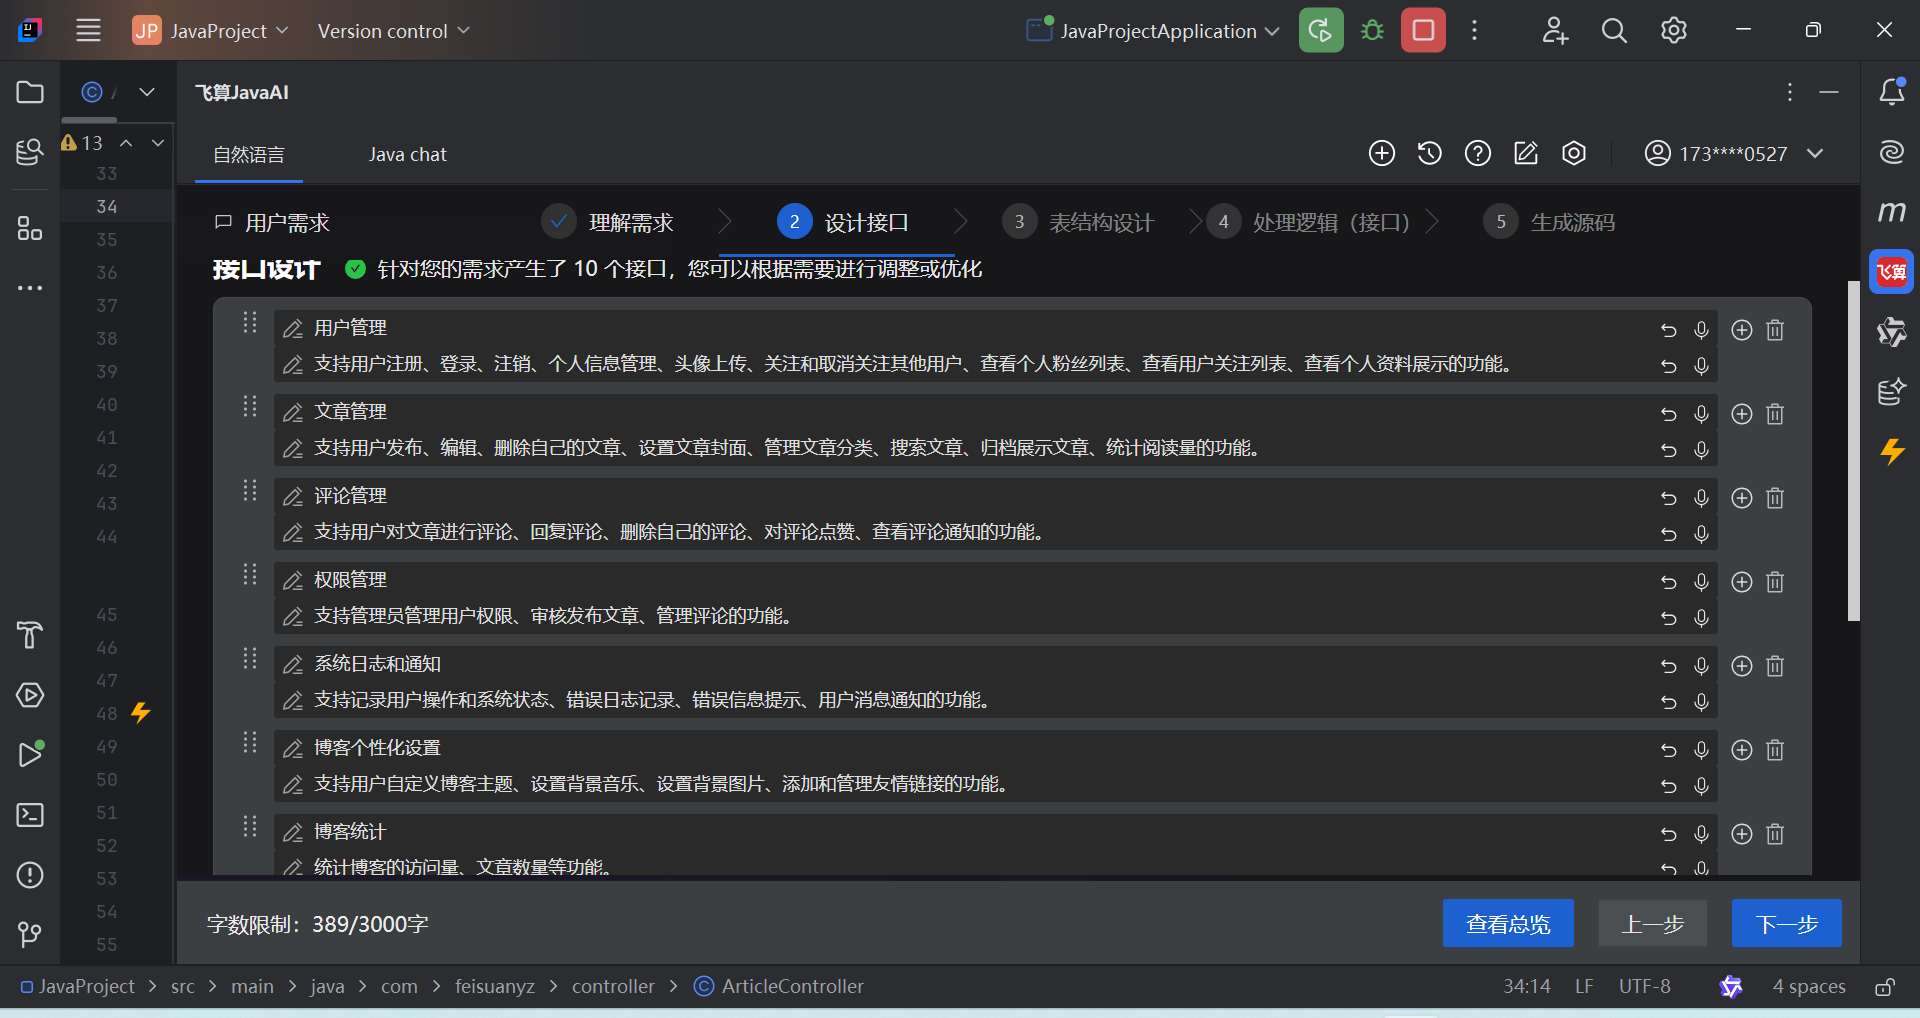 JP JavaProject
Version control
JavaProjectApplication
13
飞算JavaAI
自然语言
Java chat
173****0527
用户需求
理解需求
2 设计接口
3 表结构设计
4 处理逻辑（接口）
5 生成源码
接口设计 针对您的需求产生了 10 个接口，您可以根据需要进行调整或优化
用户管理
支持用户注册、登录、注销、个人信息管理、头像上传、关注和取消关注其他用户、查看个人粉丝列表、查看用户关注列表、查看个人资料展示的功能。
文章管理
支持用户发布、编辑、删除自己的文章、设置文章封面、管理文章分类、搜索文章、归档展示文章、统计阅读量的功能。
评论管理
支持用户对文章进行评论、回复评论、删除自己的评论、对评论点赞、查看评论通知的功能。
权限管理
支持管理员管理用户权限、审核发布文章、管理评论的功能。
系统日志和通知
支持记录用户操作和系统状态、错误日志记录、错误信息提示、用户消息通知的功能。
博客个性化设置
支持用户自定义博客主题、设置背景音乐、设置背景图片、添加和管理友情链接的功能。
博客统计
统计博客的访问量、文章数量等功能。
33
34
35
36
37
38
39
40
41
42
43
44
45
46
47
48
49
50
51
52
53
54
55
飞算
m
字数限制：389/3000字
查看总览
上一步
下一步
JavaProject > src > main > java > com > feisuanyz > controller > ArticleController
34:14 LF UTF-8 4 spaces